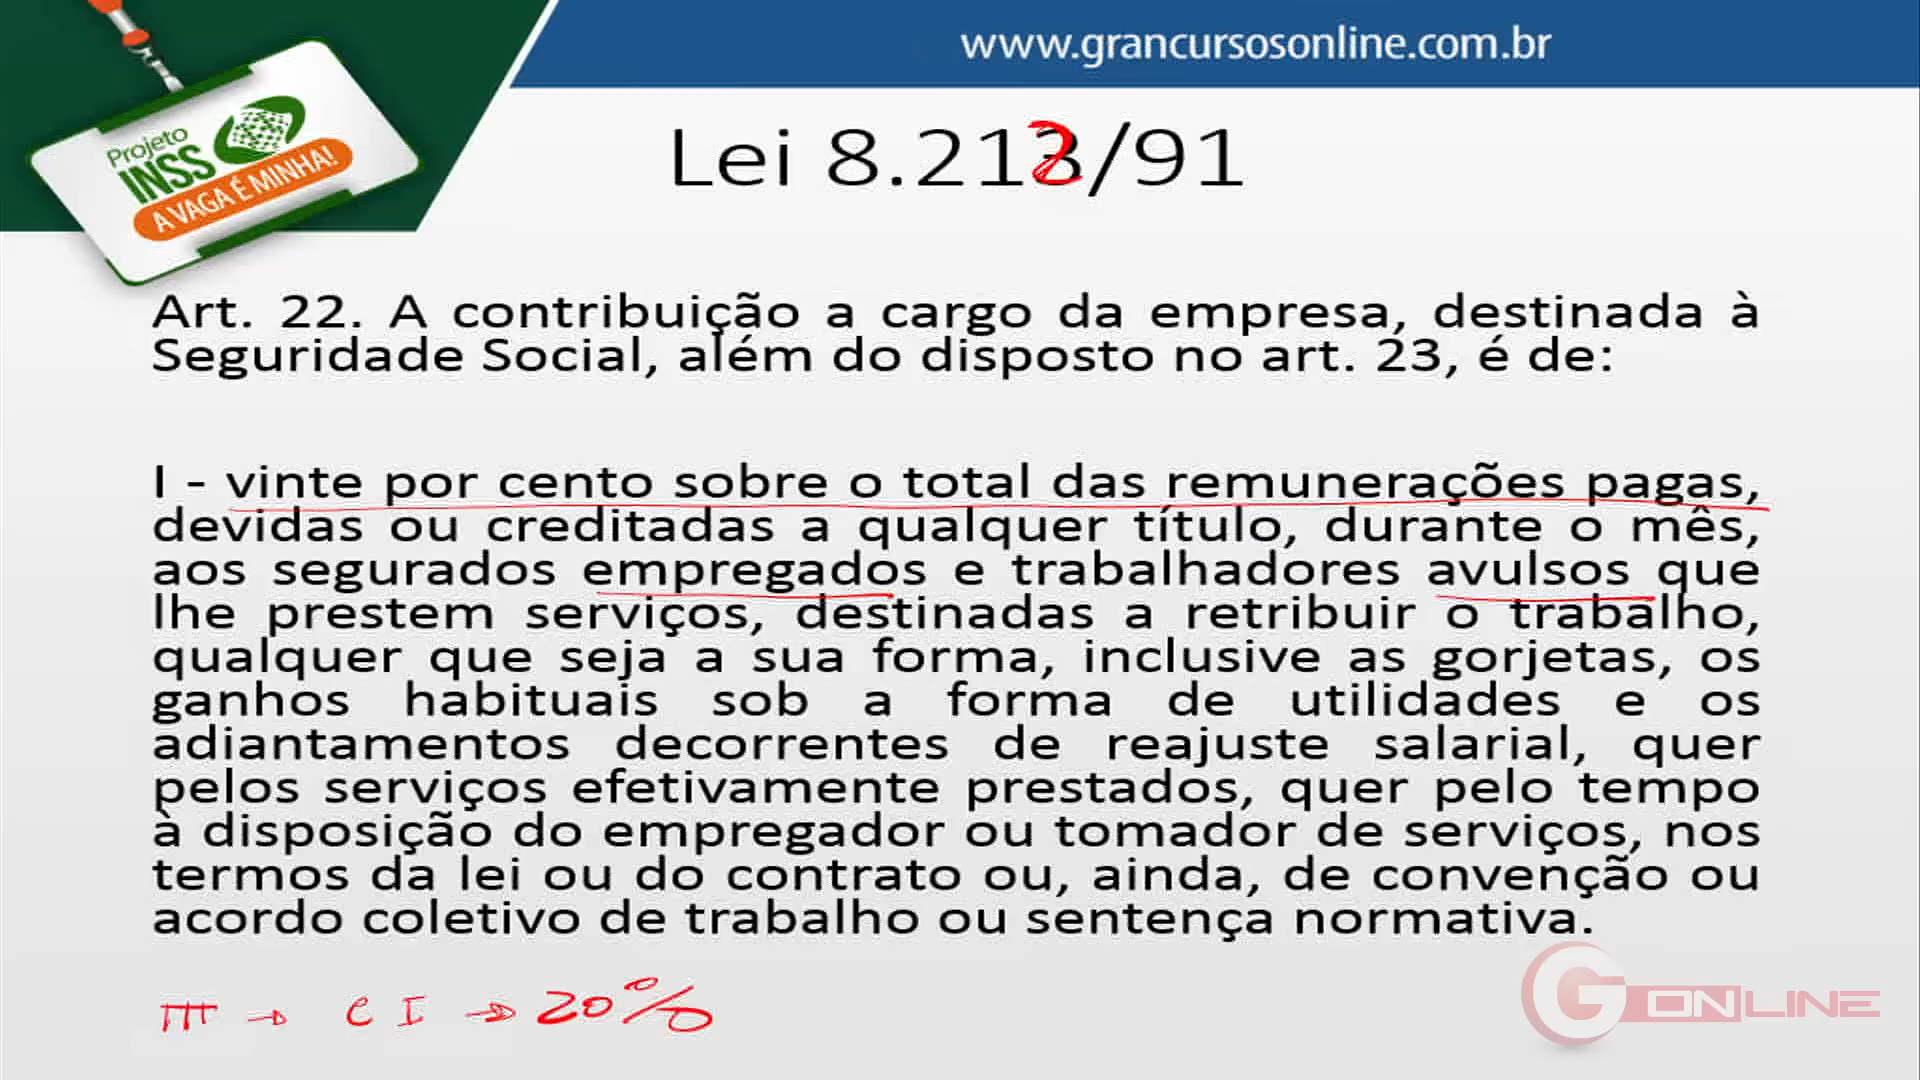 www.grancursosonline.com.br
Projeto
INSS
A VAGA É MINHA!
Lei 8.212/91
Art. 22. A contribuição a cargo da empresa, destinada à
Seguridade Social, além do disposto no art. 23, é de:
I - vinte por cento sobre o total das remunerações pagas,
devidas ou creditadas a qualquer título, durante o mês,
aos segurados empregados e trabalhadores avulsos que
lhe prestem serviços, destinadas a retribuir o trabalho,
qualquer que seja a sua forma, inclusive as gorjetas, os
ganhos habituais sob a forma de utilidades e os
adiantamentos decorrentes de reajuste salarial, quer
pelos serviços efetivamente prestados, quer pelo tempo
à disposição do empregador ou tomador de serviços, nos
termos da lei ou do contrato ou, ainda, de convenção ou
acordo coletivo de trabalho ou sentença normativa.
III → C I → 20%
G ONLINE